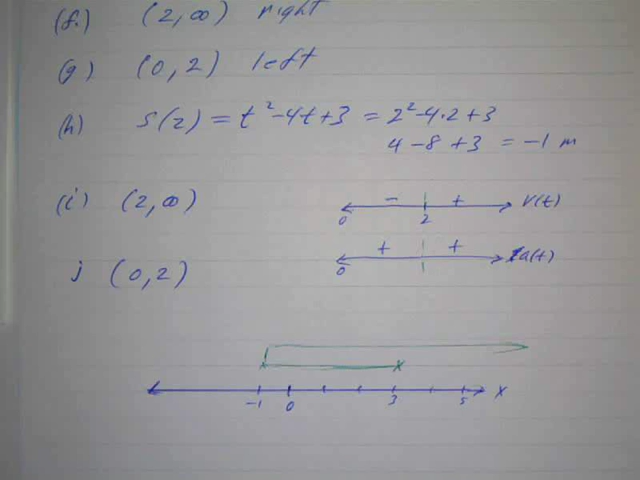 (f.) (2,∞) right
(g) (0,2) left
(h) S(2) = t²-4t+3 = 2²-4·2+3
4-8+3 = -1 m
(i) (2,∞)
- + v(t)
0 2
j (0,2)
+ + a(t)
0
-1 0 3 5 x